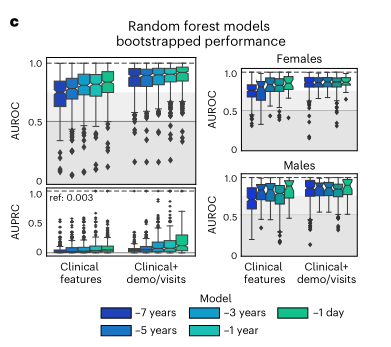 c
Random forest models
bootstrapped performance
AUROC
1.0
0.5
0
AUPRC
ref: 0.003
1.0
0.5
0
Clinical
features
Clinical+
demo/visits
Females
AUROC
1.0
0.5
0
Males
AUROC
1.0
0.5
0
Clinical
features
Clinical+
demo/visits
Model
–7 years
–3 years
–1 day
–5 years
–1 year